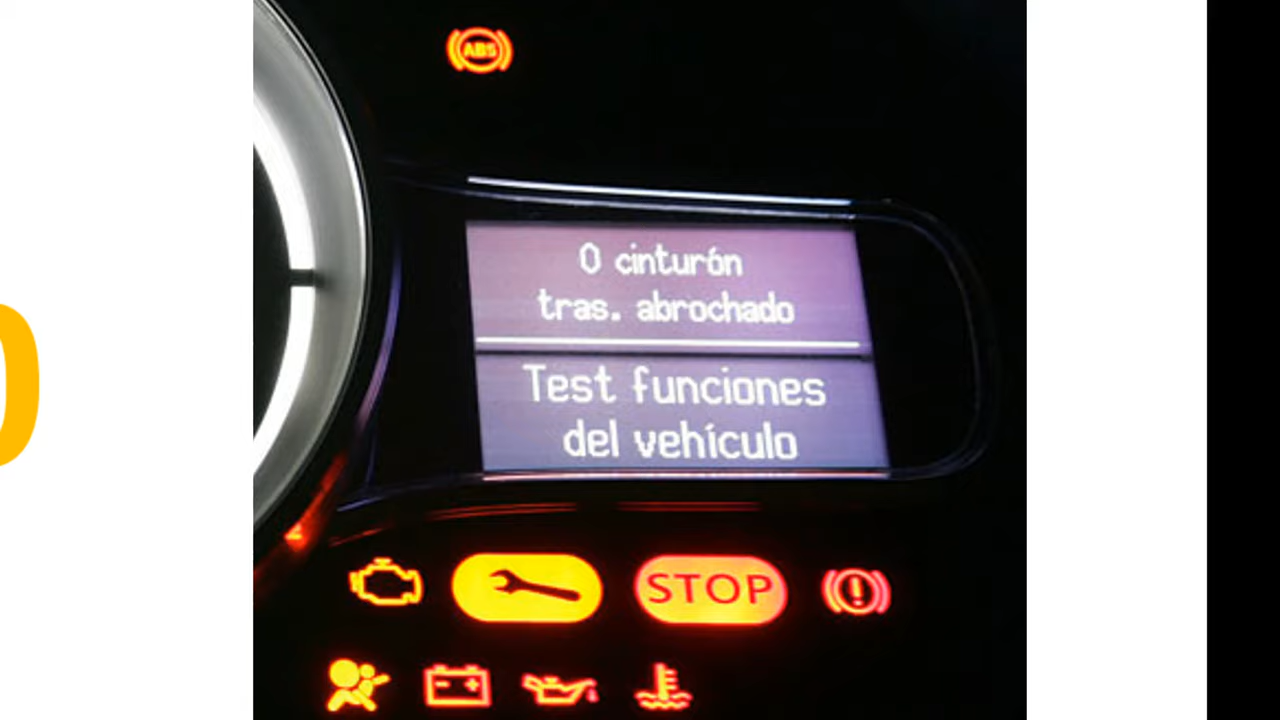 ABS
0 cinturón
tras. abrochado
Test funciones
del vehículo
STOP